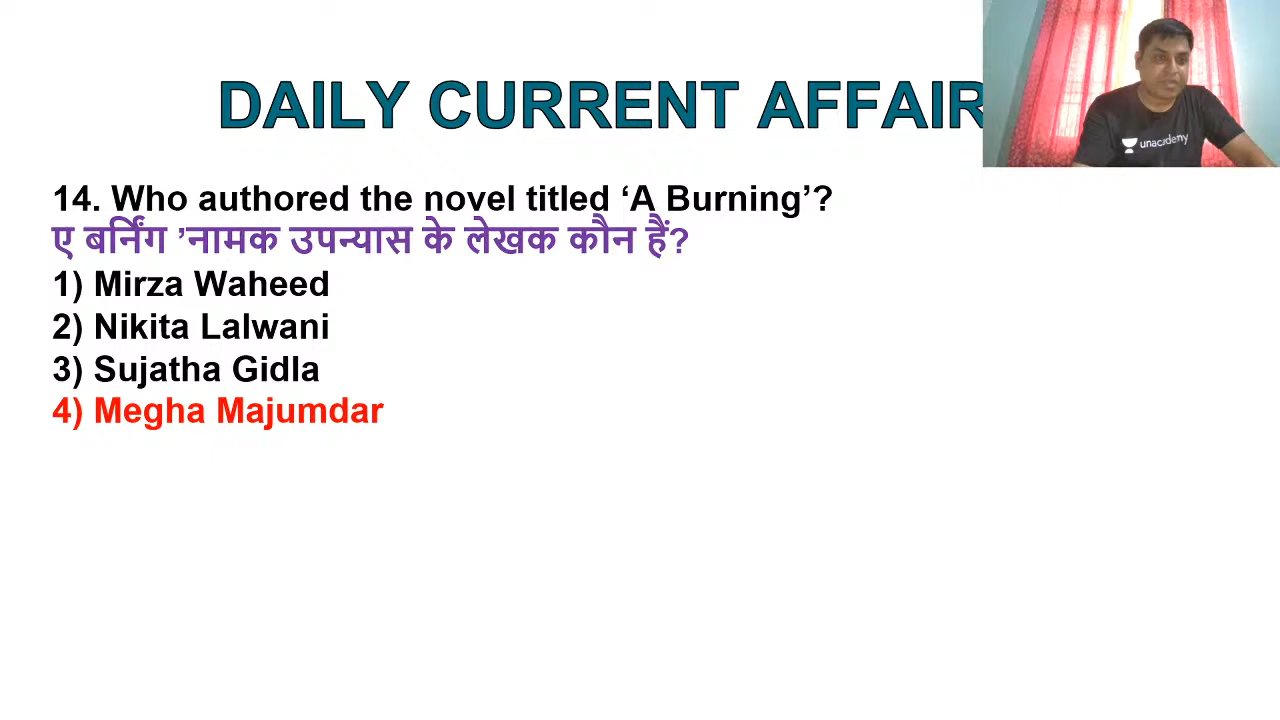 DAILY CURRENT AFFAIR
unacademy
14. Who authored the novel titled ‘A Burning’?
ए बर्निंग ’नामक उपन्यास के लेखक कौन हैं?
1) Mirza Waheed
2) Nikita Lalwani
3) Sujatha Gidla
4) Megha Majumdar